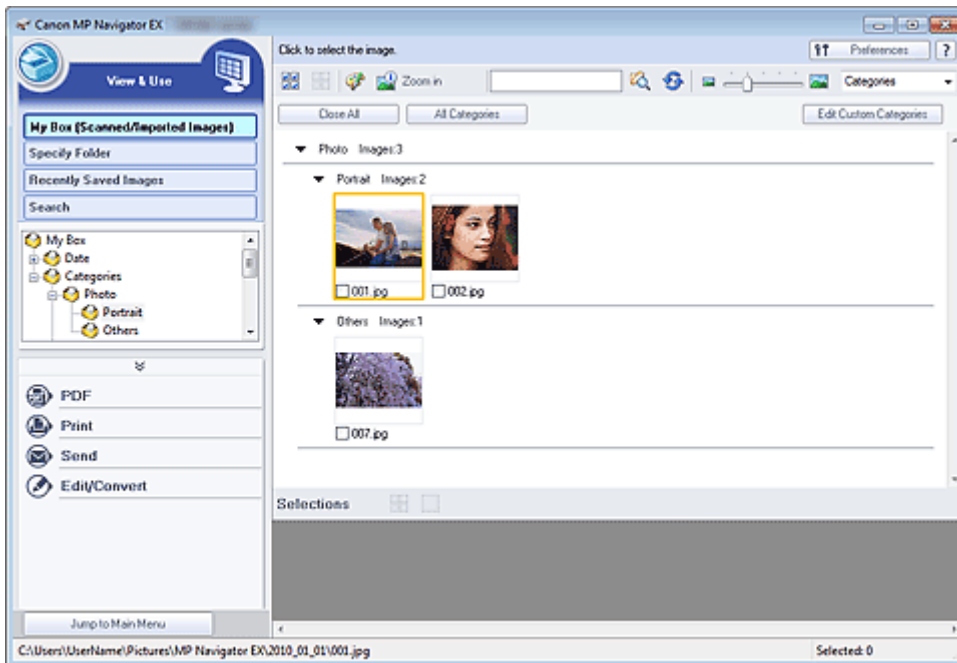 Canon MP Navigator EX
View & Use
My Box (Scanned/Imported Images)
Specify Folder
Recently Saved Images
Search
My Box
Date
Categories
Photo
Portrait
Others
PDF
Print
Send
Edit/Convert
Jump to Main Menu
Click to select the image.
Preferences
?
Zoom in
Categories
Close All
All Categories
Edit Custom Categories
Photo Images:3
Portrait Images:2
001.jpg
002.jpg
Others Images:1
007.jpg
Selections
C:\Users\UserName\Pictures\MP Navigator EX\2010_01_01\001.jpg
Selected: 0